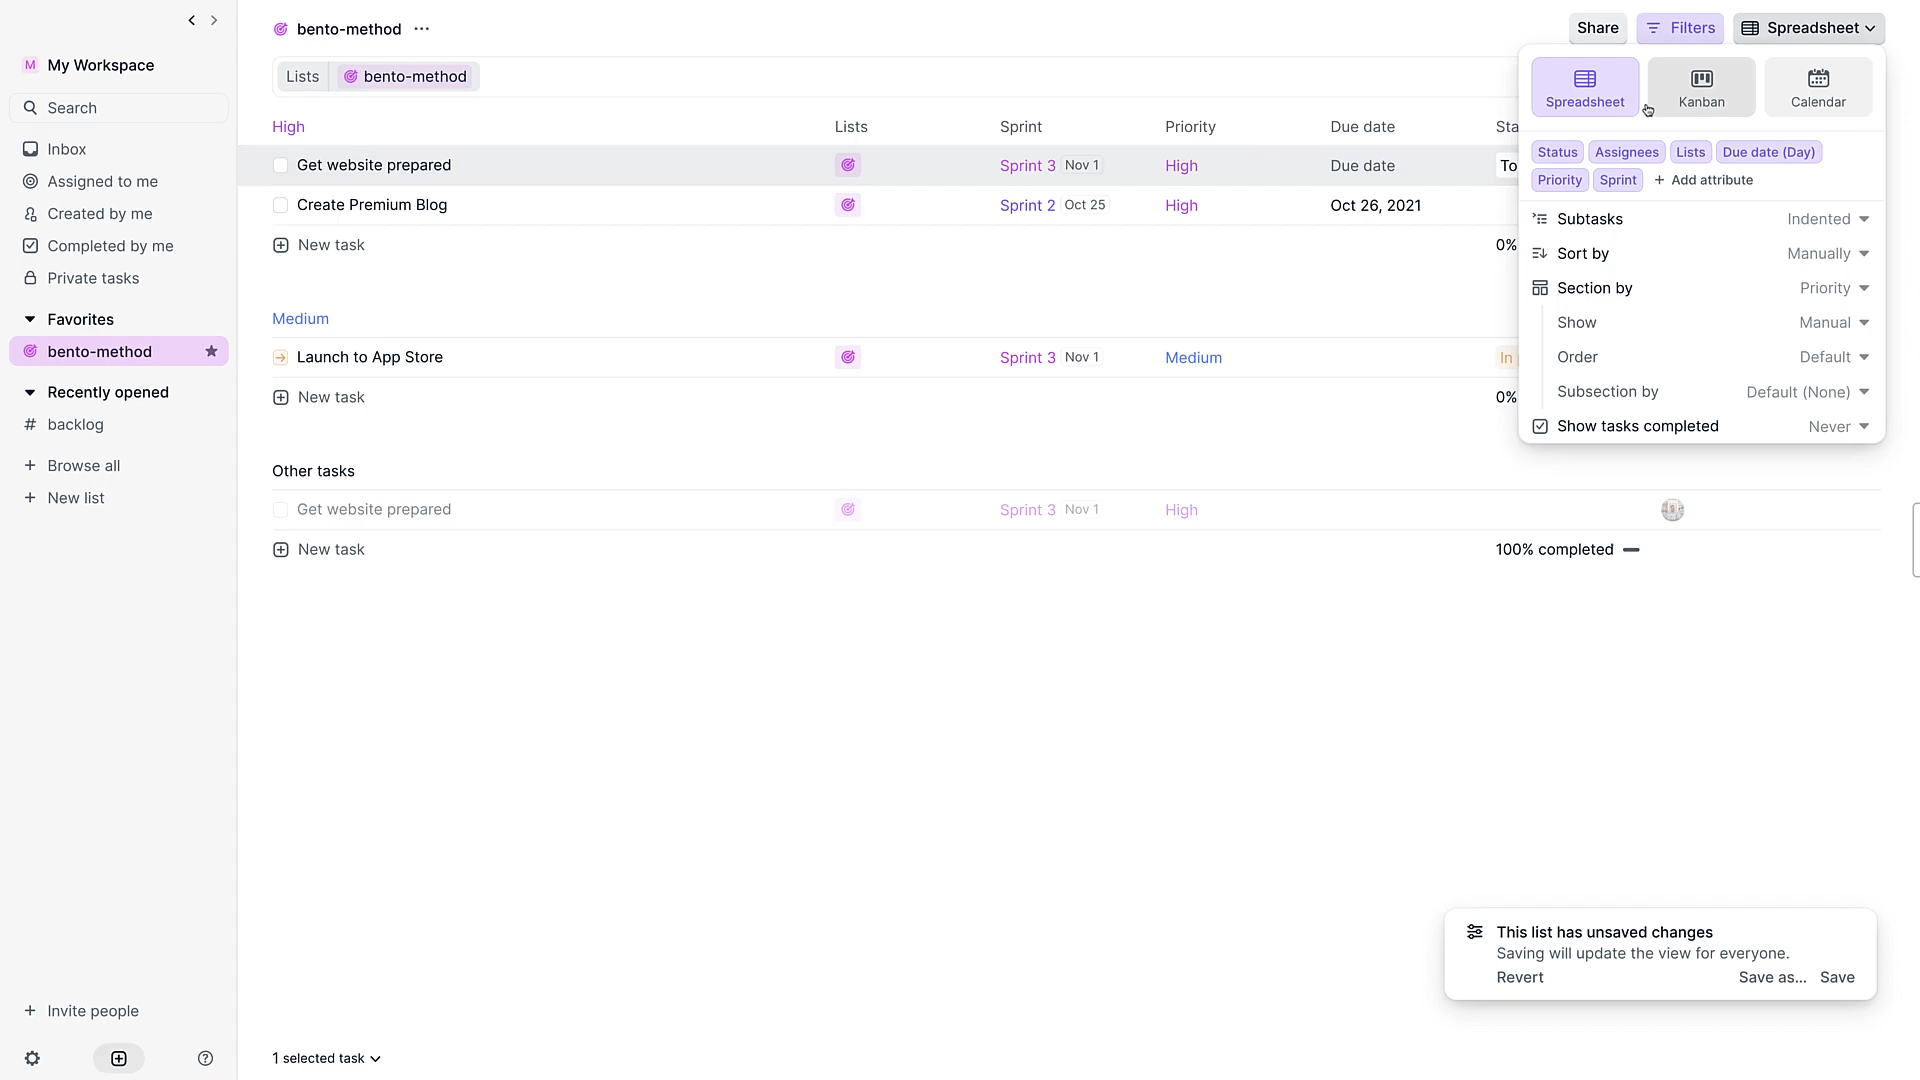 bento-method ...
Share
Filters
Spreadsheet
M My Workspace
Search
Inbox
Assigned to me
Created by me
Completed by me
Private tasks
Favorites
bento-method
Recently opened
# backlog
+ Browse all
+ New list
+ Invite people
Lists bento-method
High Lists Sprint Priority Due date Sta
Get website prepared Sprint 3 Nov 1 High Due date To
Create Premium Blog Sprint 2 Oct 25 High Oct 26, 2021
New task 0%
Medium
Launch to App Store Sprint 3 Nov 1 Medium In
New task 0%
Other tasks
Get website prepared Sprint 3 Nov 1 High
New task 100% completed
Spreadsheet Kanban Calendar
Status Assignees Lists Due date (Day)
Priority Sprint + Add attribute
Subtasks Indented
Sort by Manually
Section by Priority
Show Manual
Order Default
Subsection by Default (None)
Show tasks completed Never
This list has unsaved changes
Saving will update the view for everyone.
Revert Save as... Save
1 selected task